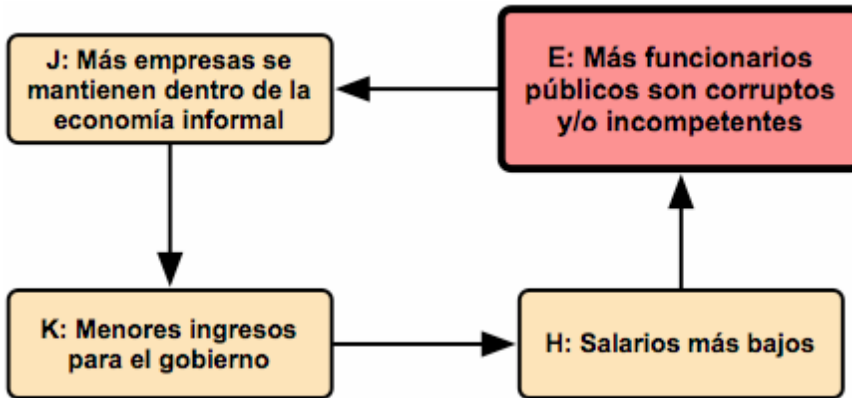 J: Más empresas se
mantienen dentro de la
economía informal
E: Más funcionarios
públicos son corruptos
y/o incompetentes
K: Menores ingresos
para el gobierno
H: Salarios más bajos